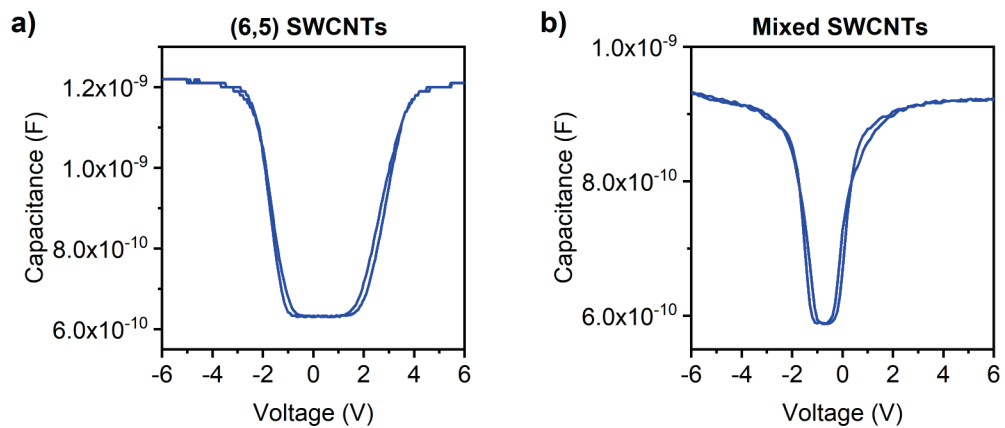 a)
(6,5) SWCNTs
Capacitance (F)
1.2x10⁻⁹
1.0x10⁻⁹
8.0x10⁻¹⁰
6.0x10⁻¹⁰
-6 -4 -2 0 2 4 6
Voltage (V)
b)
Mixed SWCNTs
Capacitance (F)
1.0x10⁻⁹
8.0x10⁻¹⁰
6.0x10⁻¹⁰
-6 -4 -2 0 2 4 6
Voltage (V)